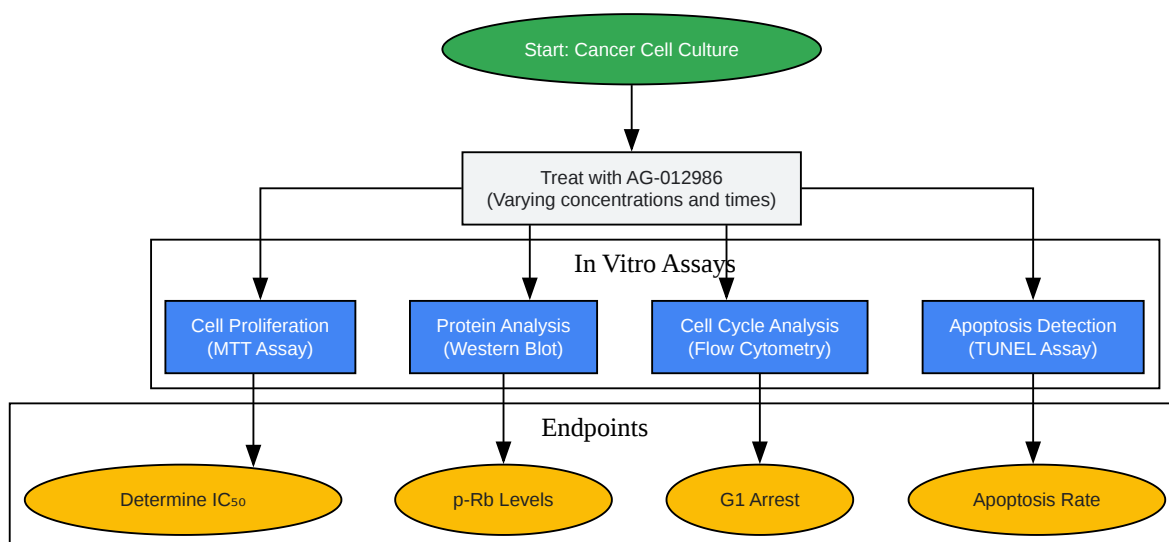 Start: Cancer Cell Culture
Treat with AG-012986
(Varying concentrations and times)
In Vitro Assays
Cell Proliferation
(MTT Assay)
Protein Analysis
(Western Blot)
Cell Cycle Analysis
(Flow Cytometry)
Apoptosis Detection
(TUNEL Assay)
Endpoints
Determine IC₅₀
p-Rb Levels
G1 Arrest
Apoptosis Rate